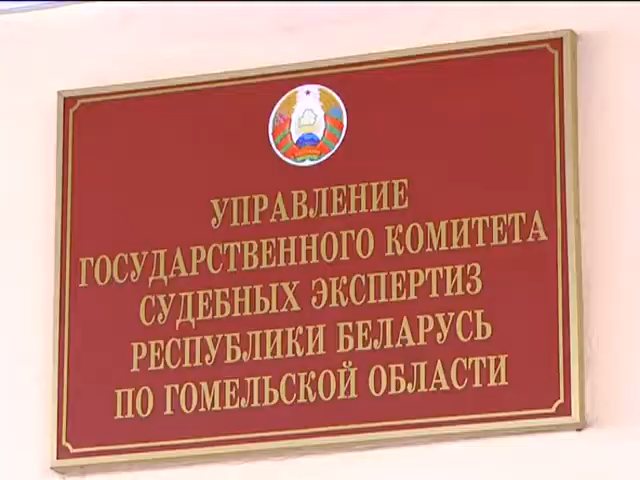 УПРАВЛЕНИЕ
ГОСУДАРСТВЕННОГО КОМИТЕТА
СУДЕБНЫХ ЭКСПЕРТИЗ
РЕСПУБЛИКИ БЕЛАРУСЬ
ПО ГОМЕЛЬСКОЙ ОБЛАСТИ